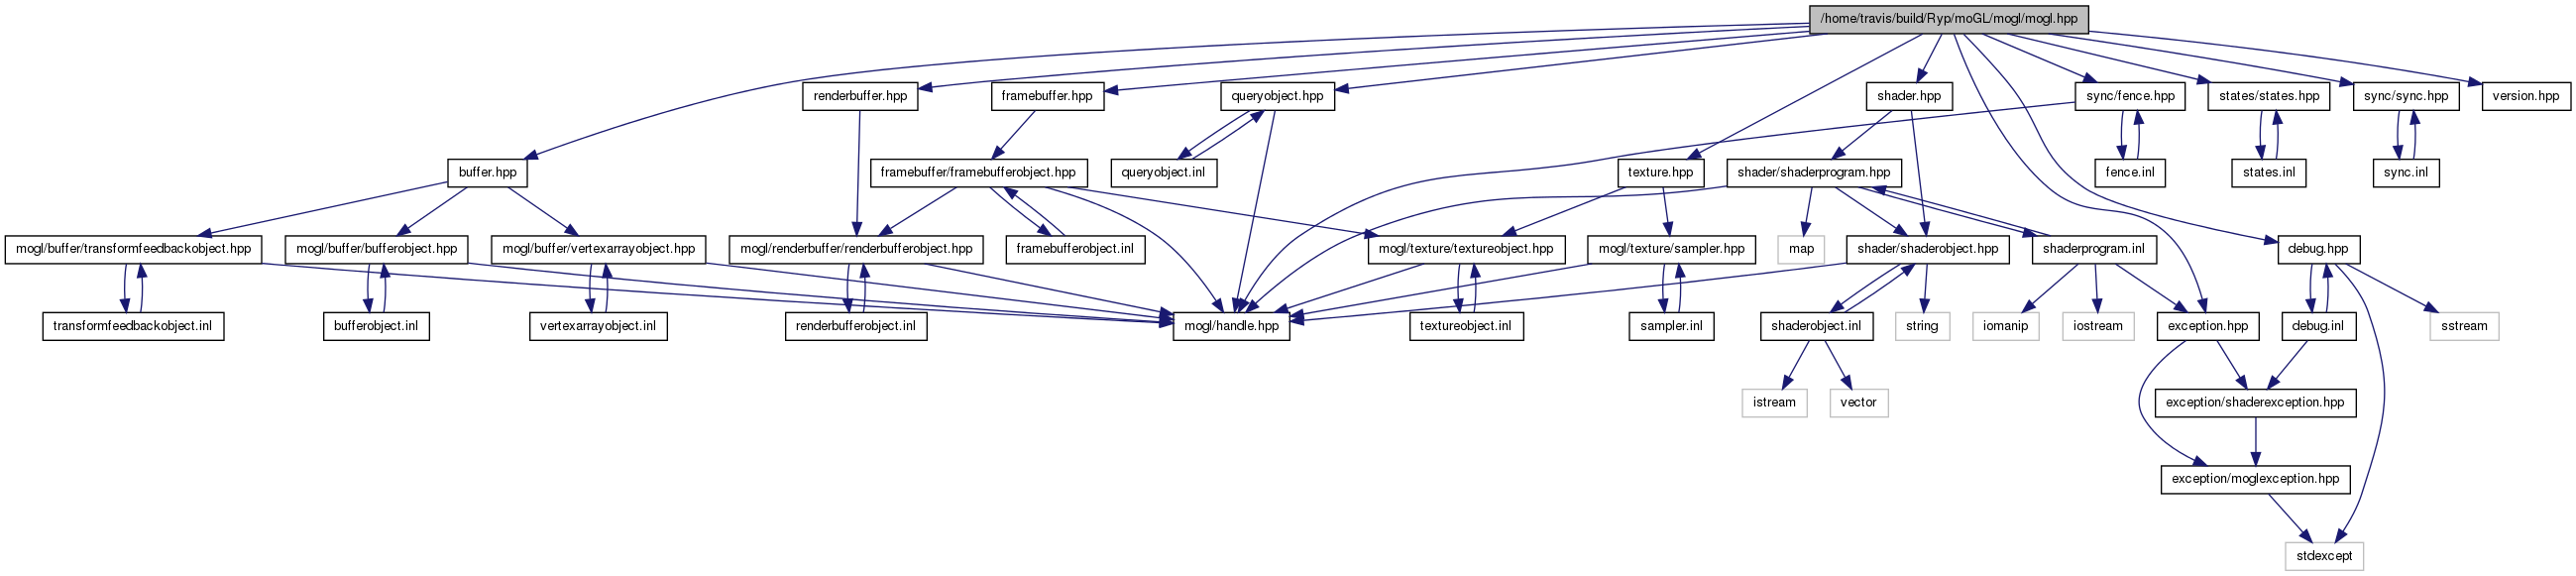 /home/travis/build/Ryp/moGL/mogl/mogl.hpp
renderbuffer.hpp
framebuffer.hpp
queryobject.hpp
shader.hpp
sync/fence.hpp
states/states.hpp
sync/sync.hpp
version.hpp
buffer.hpp
framebuffer/framebufferobject.hpp
queryobject.inl
texture.hpp
shader/shaderprogram.hpp
fence.inl
states.inl
sync.inl
mogl/buffer/transformfeedbackobject.hpp
mogl/buffer/bufferobject.hpp
mogl/buffer/vertexarrayobject.hpp
mogl/renderbuffer/renderbufferobject.hpp
framebufferobject.inl
mogl/texture/textureobject.hpp
mogl/texture/sampler.hpp
map
shader/shaderobject.hpp
shaderprogram.inl
debug.hpp
transformfeedbackobject.inl
bufferobject.inl
vertexarrayobject.inl
renderbufferobject.inl
mogl/handle.hpp
textureobject.inl
sampler.inl
shaderobject.inl
string
iomanip
iostream
exception.hpp
debug.inl
sstream
istream
vector
exception/shaderexception.hpp
exception/moglexception.hpp
stdexcept